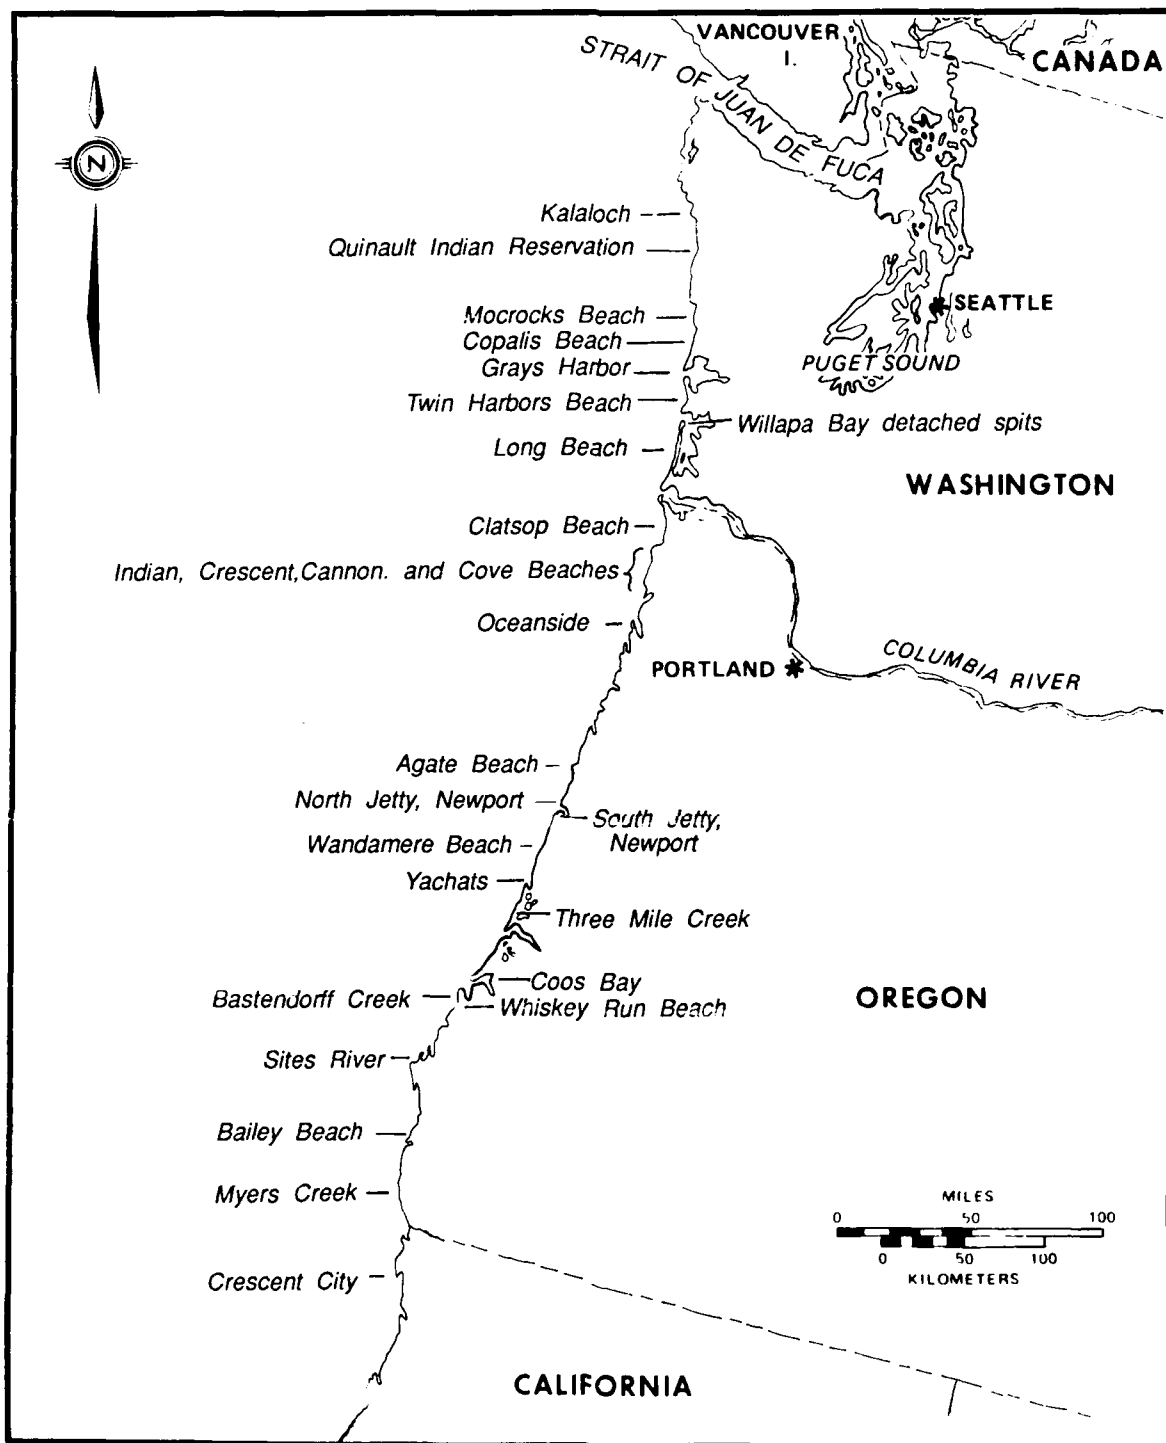 VANCOUVER
I.
CANADA
STRAIT OF JUAN DE FUCA
N
Kalaloch
Quinault Indian Reservation
SEATTLE
Mocrocks Beach
Copalis Beach
Grays Harbor
PUGET SOUND
Twin Harbors Beach
Willapa Bay detached spits
Long Beach
WASHINGTON
Clatsop Beach
Indian, Crescent, Cannon. and Cove Beaches
Oceanside
COLUMBIA RIVER
PORTLAND
Agate Beach
North Jetty, Newport
South Jetty,
Newport
Wandamere Beach
Yachats
Three Mile Creek
Coos Bay
Bastendorff Creek
Whiskey Run Beach
OREGON
Sites River
Bailey Beach
Myers Creek
MILES
0 50 100
0 50 100
KILOMETERS
Crescent City
CALIFORNIA